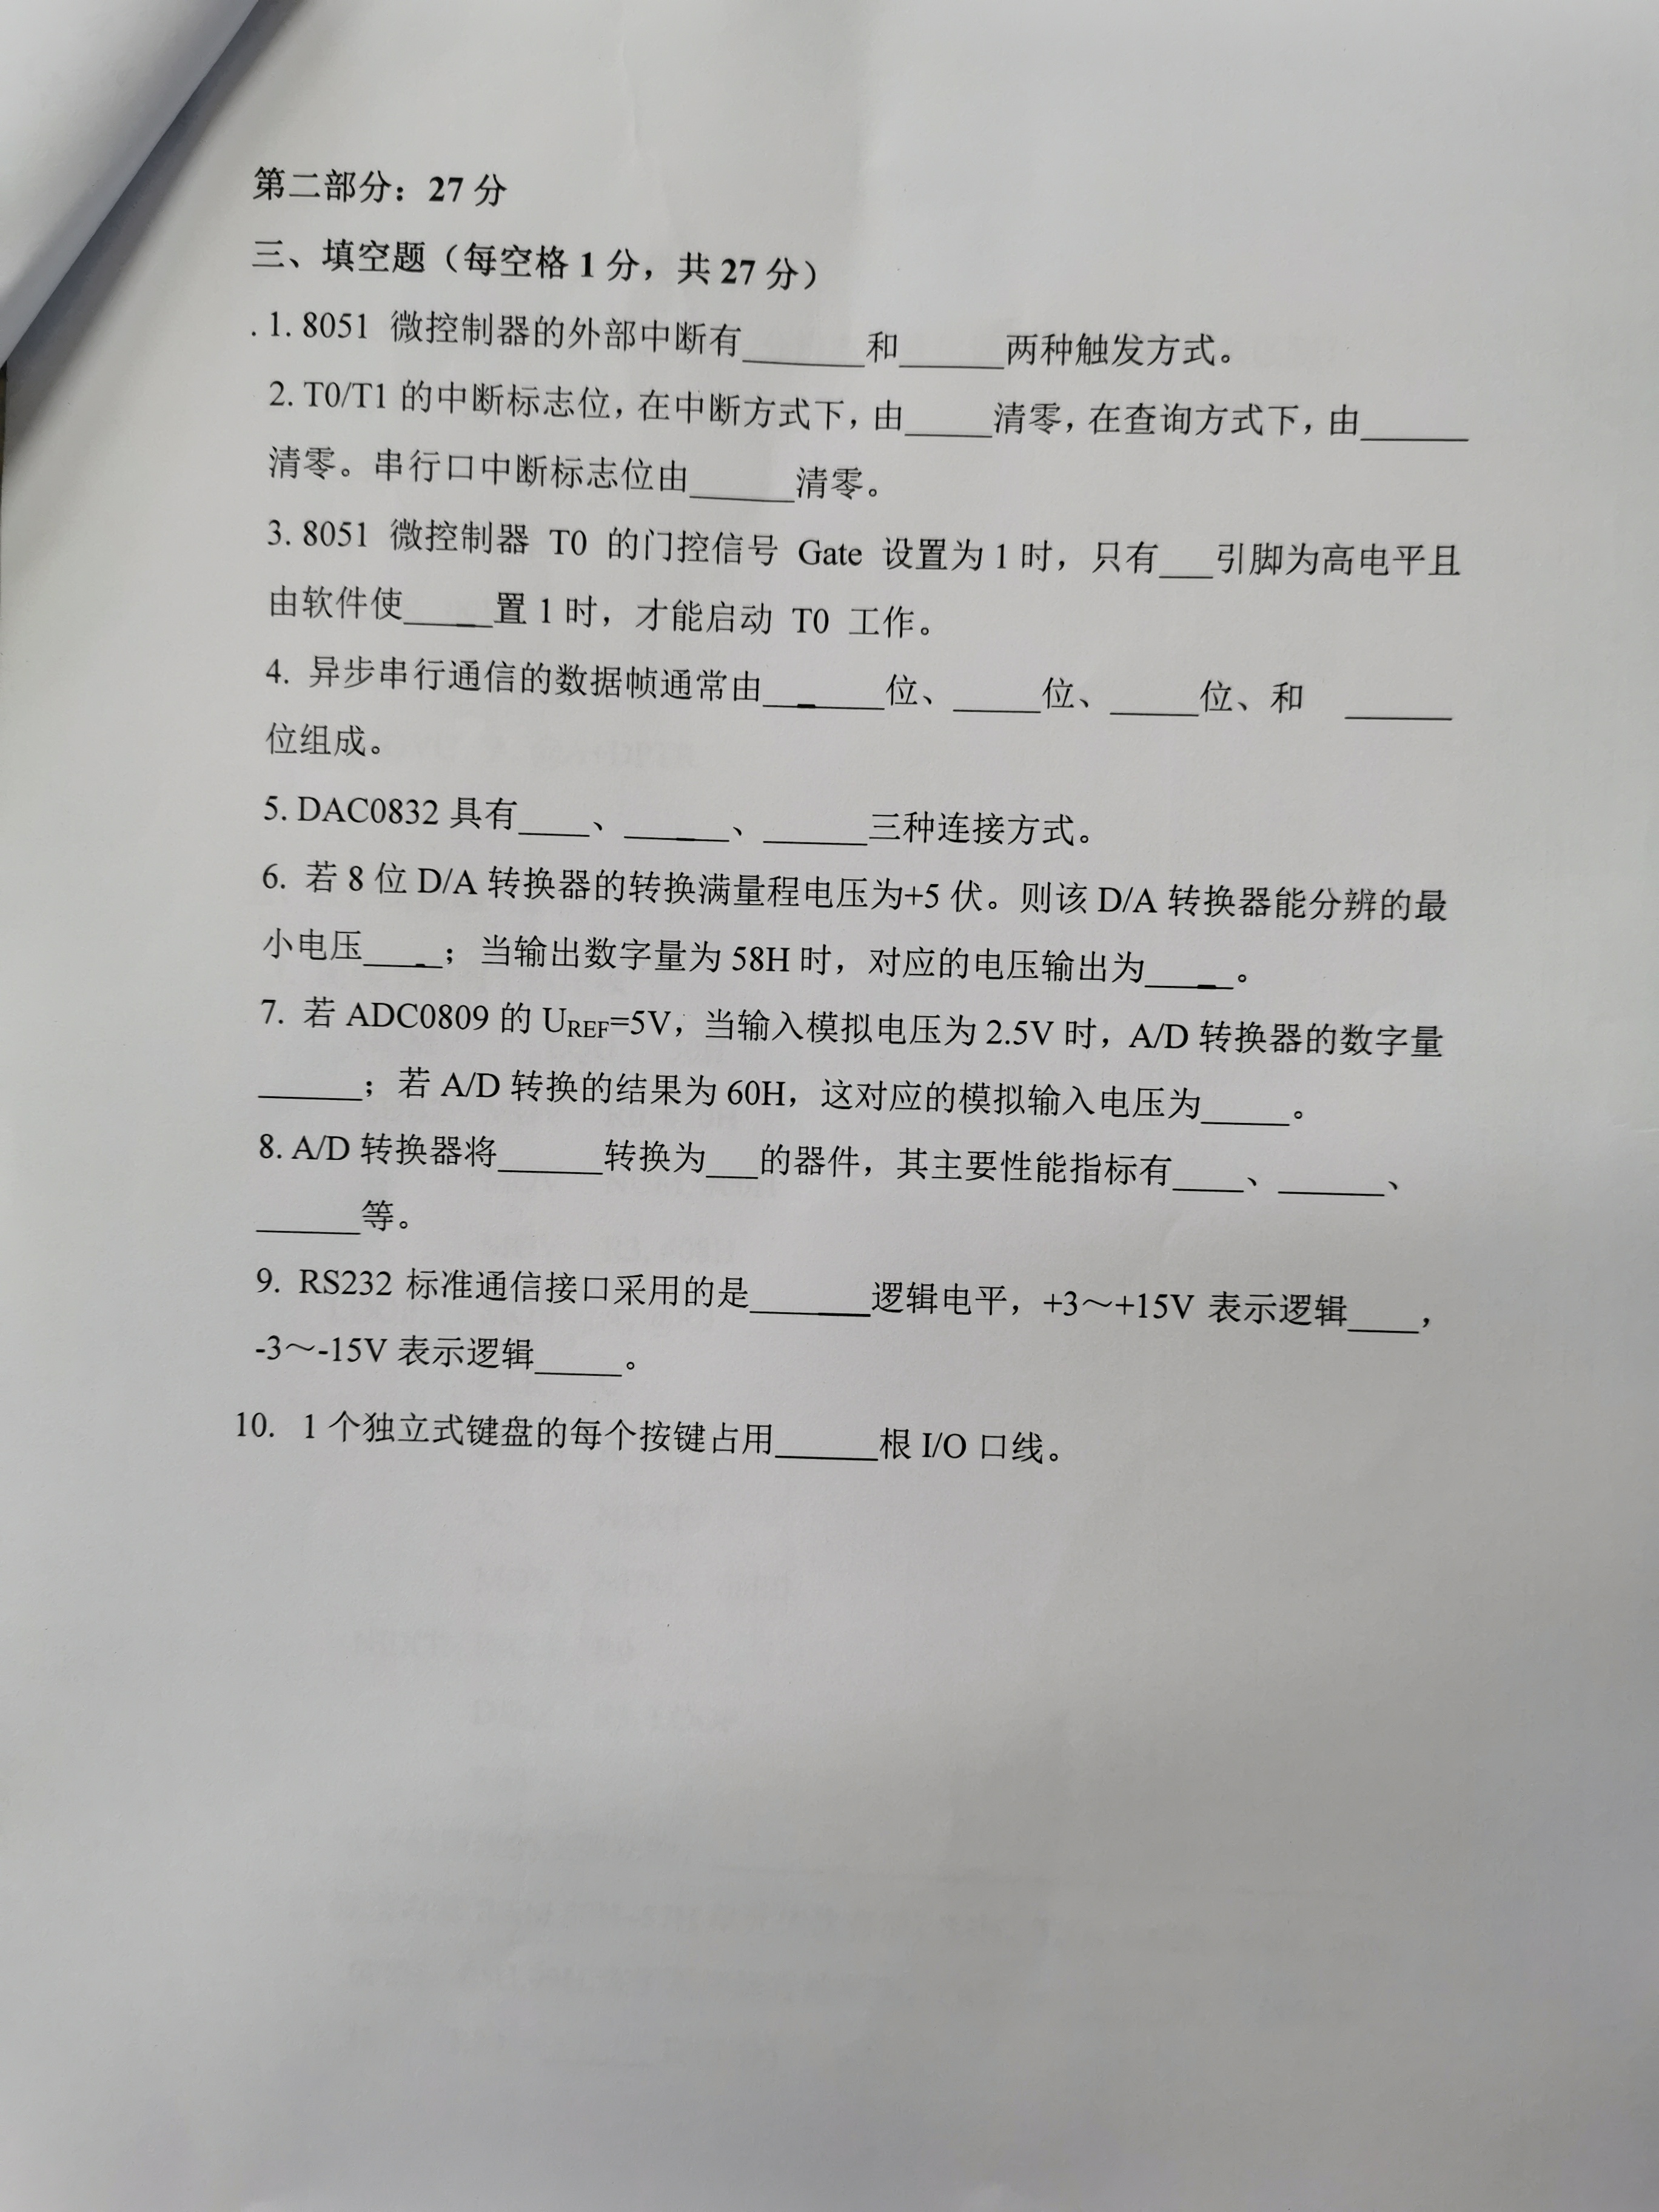 第二部分：27 分
三、填空题（每空格 1 分，共 27 分）
. 1. 8051 微控制器的外部中断有_______和______两种触发方式。
2. T0/T1 的中断标志位，在中断方式下，由_____清零，在查询方式下，由______
清零。串行口中断标志位由______清零。
3. 8051 微控制器 T0 的门控信号 Gate 设置为 1 时，只有___引脚为高电平且
由软件使_____置 1 时，才能启动 T0 工作。
4. 异步串行通信的数据帧通常由_______位、_____位、_____位、和 ______
位组成。
5. DAC0832 具有____、______、______三种连接方式。
6. 若 8 位 D/A 转换器的转换满量程电压为+5 伏。则该 D/A 转换器能分辨的最
小电压_____；当输出数字量为 58H 时，对应的电压输出为_____。
7. 若 ADC0809 的 UREF=5V，当输入模拟电压为 2.5V 时，A/D 转换器的数字量
______；若 A/D 转换的结果为 60H，这对应的模拟输入电压为_____。
8. A/D 转换器将______转换为___的器件，其主要性能指标有____、______、
______等。
9. RS232 标准通信接口采用的是_______逻辑电平，+3～+15V 表示逻辑____，
-3～-15V 表示逻辑_____。
10. 1 个独立式键盘的每个按键占用______根 I/O 口线。